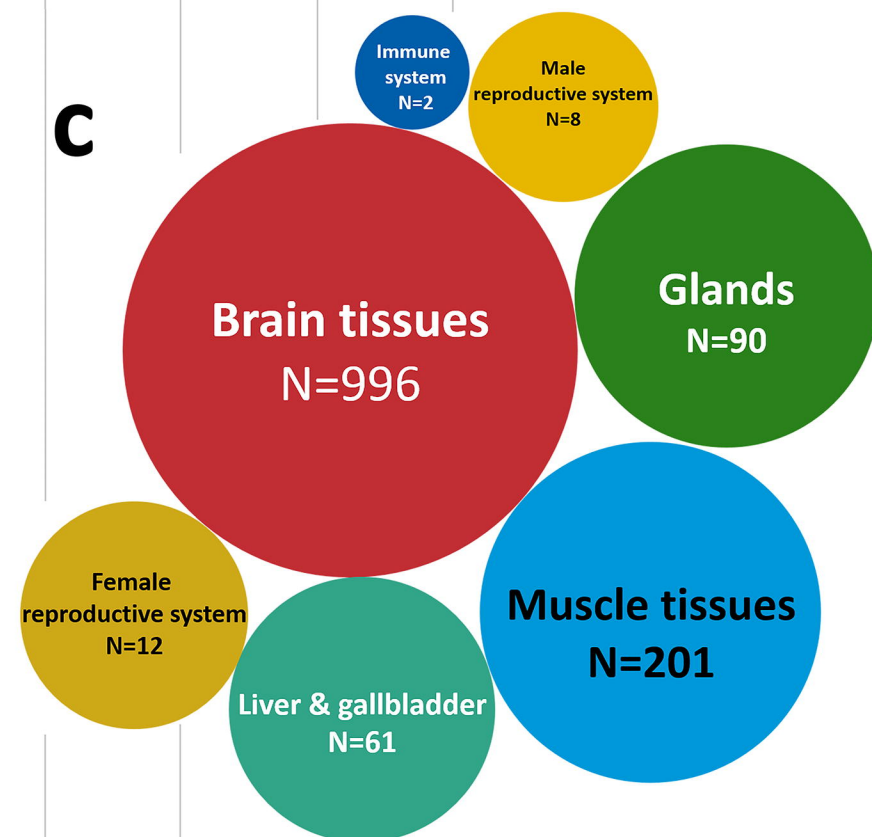 c
Immune
system
N=2
Male
reproductive system
N=8
Glands
N=90
Brain tissues
N=996
Female
reproductive system
N=12
Muscle tissues
N=201
Liver & gallbladder
N=61